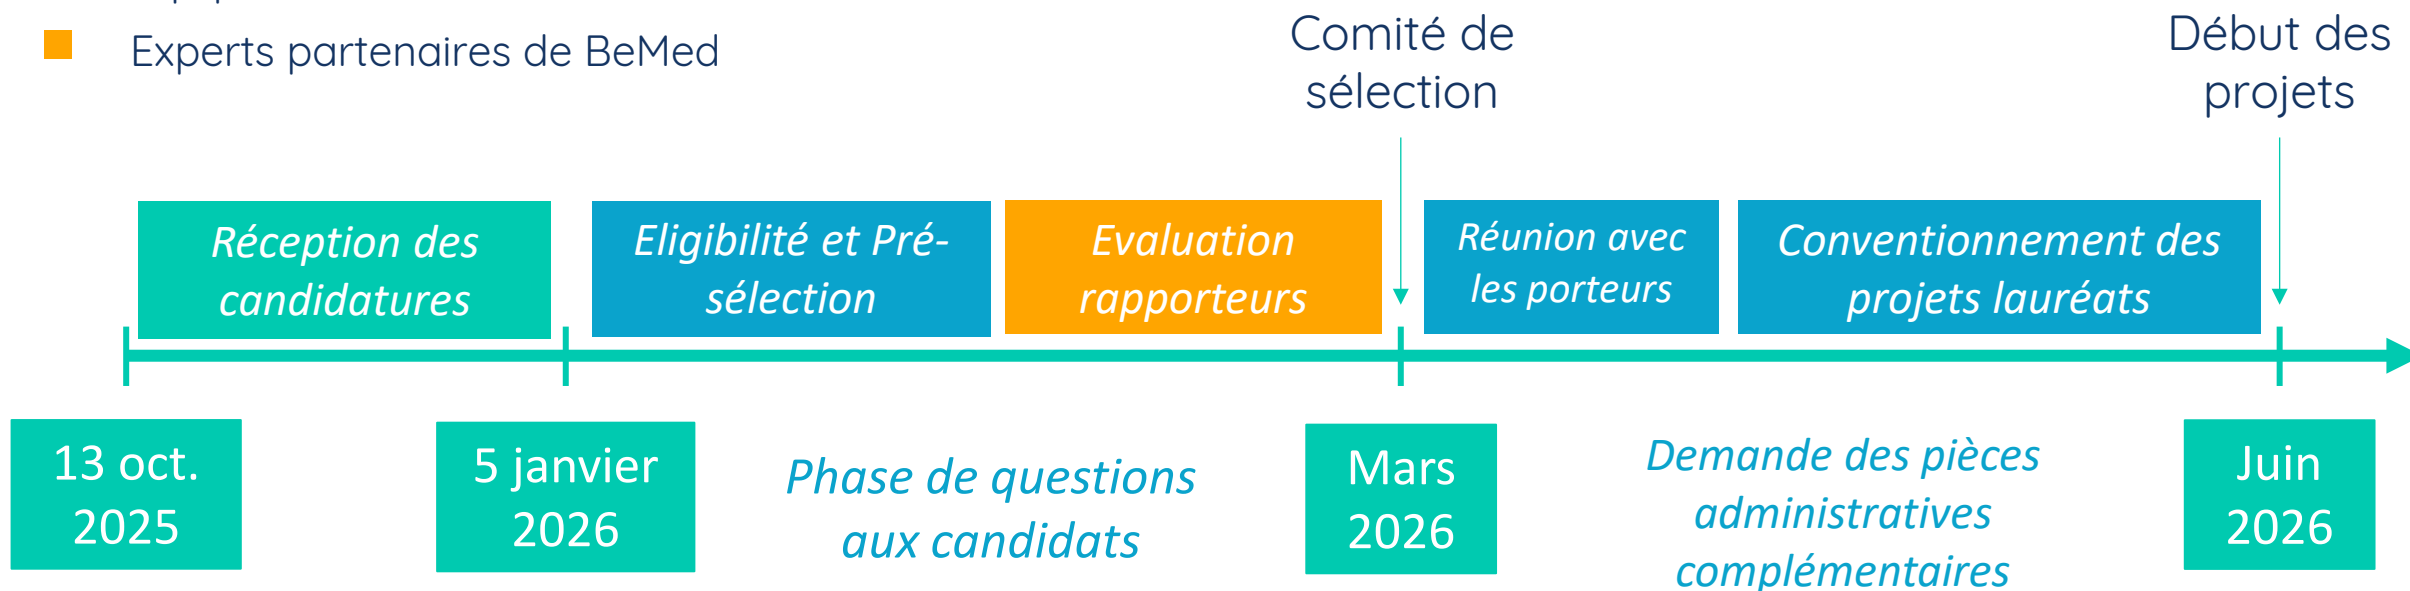 Experts partenaires de BeMed
Comité de
sélection
Début des
projets
Réception des
candidatures
Eligibilité et Pré-
sélection
Evaluation
rapporteurs
Réunion avec
les porteurs
Conventionnement des
projets lauréats
13 oct.
2025
5 janvier
2026
Phase de questions
aux candidats
Mars
2026
Demande des pièces
administratives
complémentaires
Juin
2026